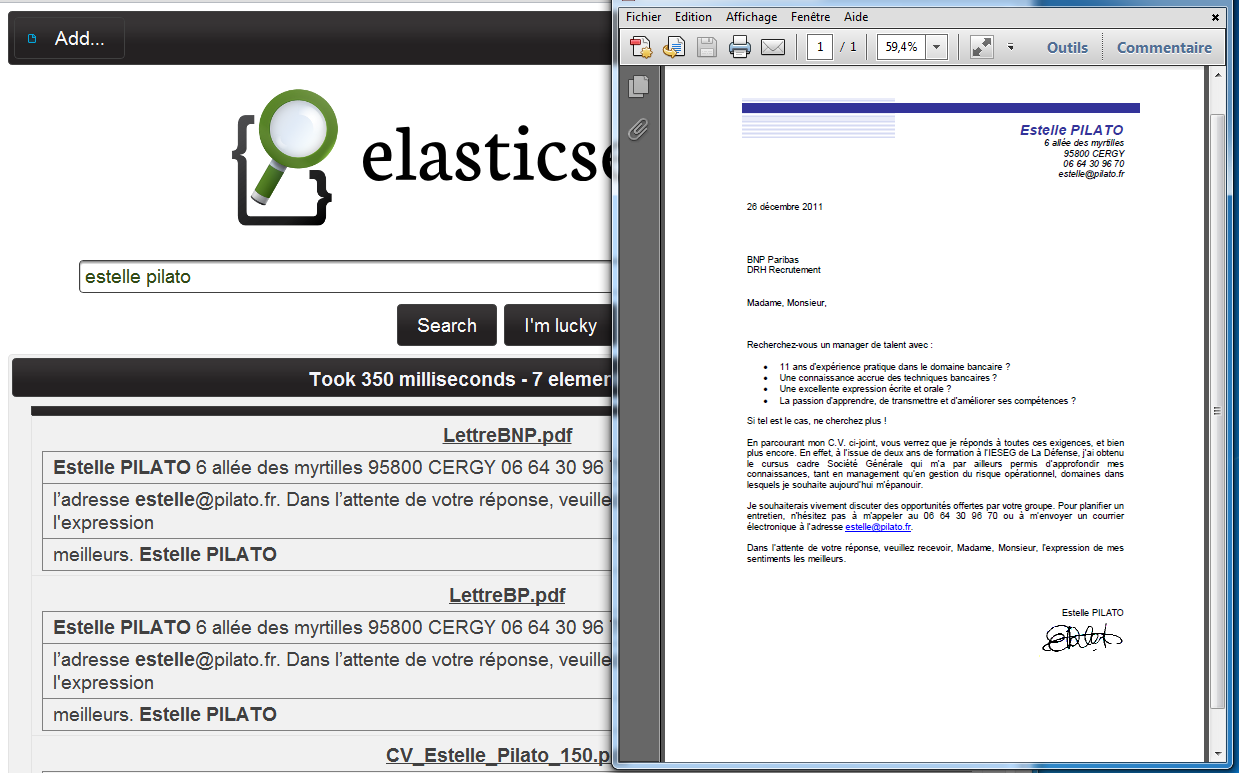 Add...
elasticse
estelle pilato
Search
I'm lucky
Took 350 milliseconds - 7 elemen
LettreBNP.pdf
Estelle PILATO 6 allée des myrtilles 95800 CERGY 06 64 30 96
l'adresse estelle@pilato.fr. Dans l'attente de votre réponse, veuille
l'expression
meilleurs. Estelle PILATO
LettreBP.pdf
Estelle PILATO 6 allée des myrtilles 95800 CERGY 06 64 30 96
l'adresse estelle@pilato.fr. Dans l'attente de votre réponse, veuille
l'expression
meilleurs. Estelle PILATO
CV_Estelle_Pilato_150.p
Fichier Edition Affichage Fenêtre Aide
1 / 1 59,4% Outils Commentaire
Estelle PILATO
6 allée des myrtilles
95800 CERGY
06 64 30 96 70
estelle@pilato.fr
26 décembre 2011
BNP Paribas
DRH Recrutement
Madame, Monsieur,
Recherchez-vous un manager de talent avec :
• 11 ans d'expérience pratique dans le domaine bancaire ?
• Une connaissance accrue des techniques bancaires ?
• Une excellente expression écrite et orale ?
• La passion d'apprendre, de transmettre et d'améliorer ses compétences ?
Si tel est le cas, ne cherchez plus !
En parcourant mon C.V. ci-joint, vous verrez que je réponds à toutes ces exigences, et bien
plus encore. En effet, à l'issue de deux ans de formation à l'IESEG de La Défense, j'ai obtenu
le cursus cadre Société Générale qui m'a par ailleurs permis d'approfondir mes
connaissances, tant en management qu'en gestion du risque opérationnel, domaines dans
lesquels je souhaite aujourd'hui m'épanouir.
Je souhaiterais vivement discuter des opportunités offertes par votre groupe. Pour planifier un
entretien, n'hésitez pas à m'appeler au 06 64 30 96 70 ou à m'envoyer un courrier
électronique à l'adresse estelle@pilato.fr.
Dans l'attente de votre réponse, veuillez recevoir, Madame, Monsieur, l'expression de mes
sentiments les meilleurs.
Estelle PILATO